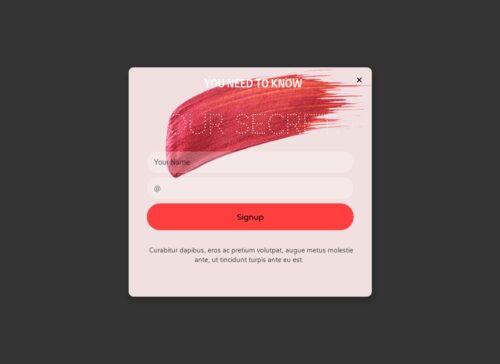 YOU NEED TO KNOW
OUR SECRET
×
Your Name
@
Signup
Curabitur dapibus, eros ac pretium volutpat, augue metus molestie
ante, ut tincidunt turpis ante eu est.